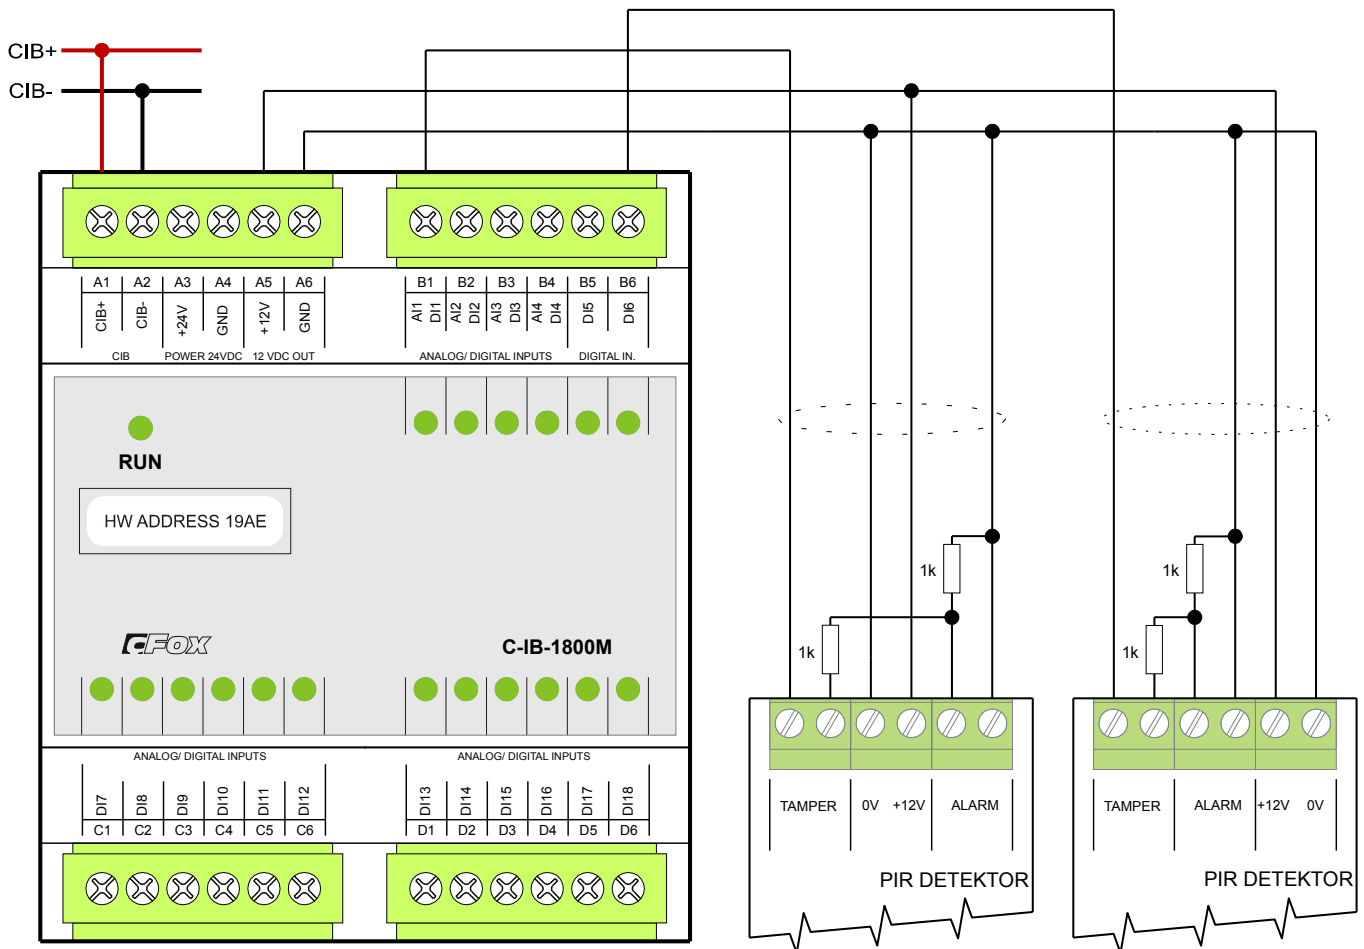 CIB+
CIB-
A1 A2 A3 A4 A5 A6
B1 B2 B3 B4 B5 B6
CIB+ CIB- +24V GND +12V GND
AI1 DI1 AI2 DI2 AI3 DI3 AI4 DI4 DI5 DI6
CIB POWER 24VDC 12 VDC OUT
ANALOG/ DIGITAL INPUTS DIGITAL IN.
RUN
HW ADDRESS 19AE
CFox
C-IB-1800M
ANALOG/ DIGITAL INPUTS
ANALOG/ DIGITAL INPUTS
DI7 DI8 DI9 DI10 DI11 DI12
DI13 DI14 DI15 DI16 DI17 DI18
C1 C2 C3 C4 C5 C6
D1 D2 D3 D4 D5 D6
1k
1k
TAMPER 0V +12V ALARM
PIR DETEKTOR
1k
1k
TAMPER ALARM +12V 0V
PIR DETEKTOR